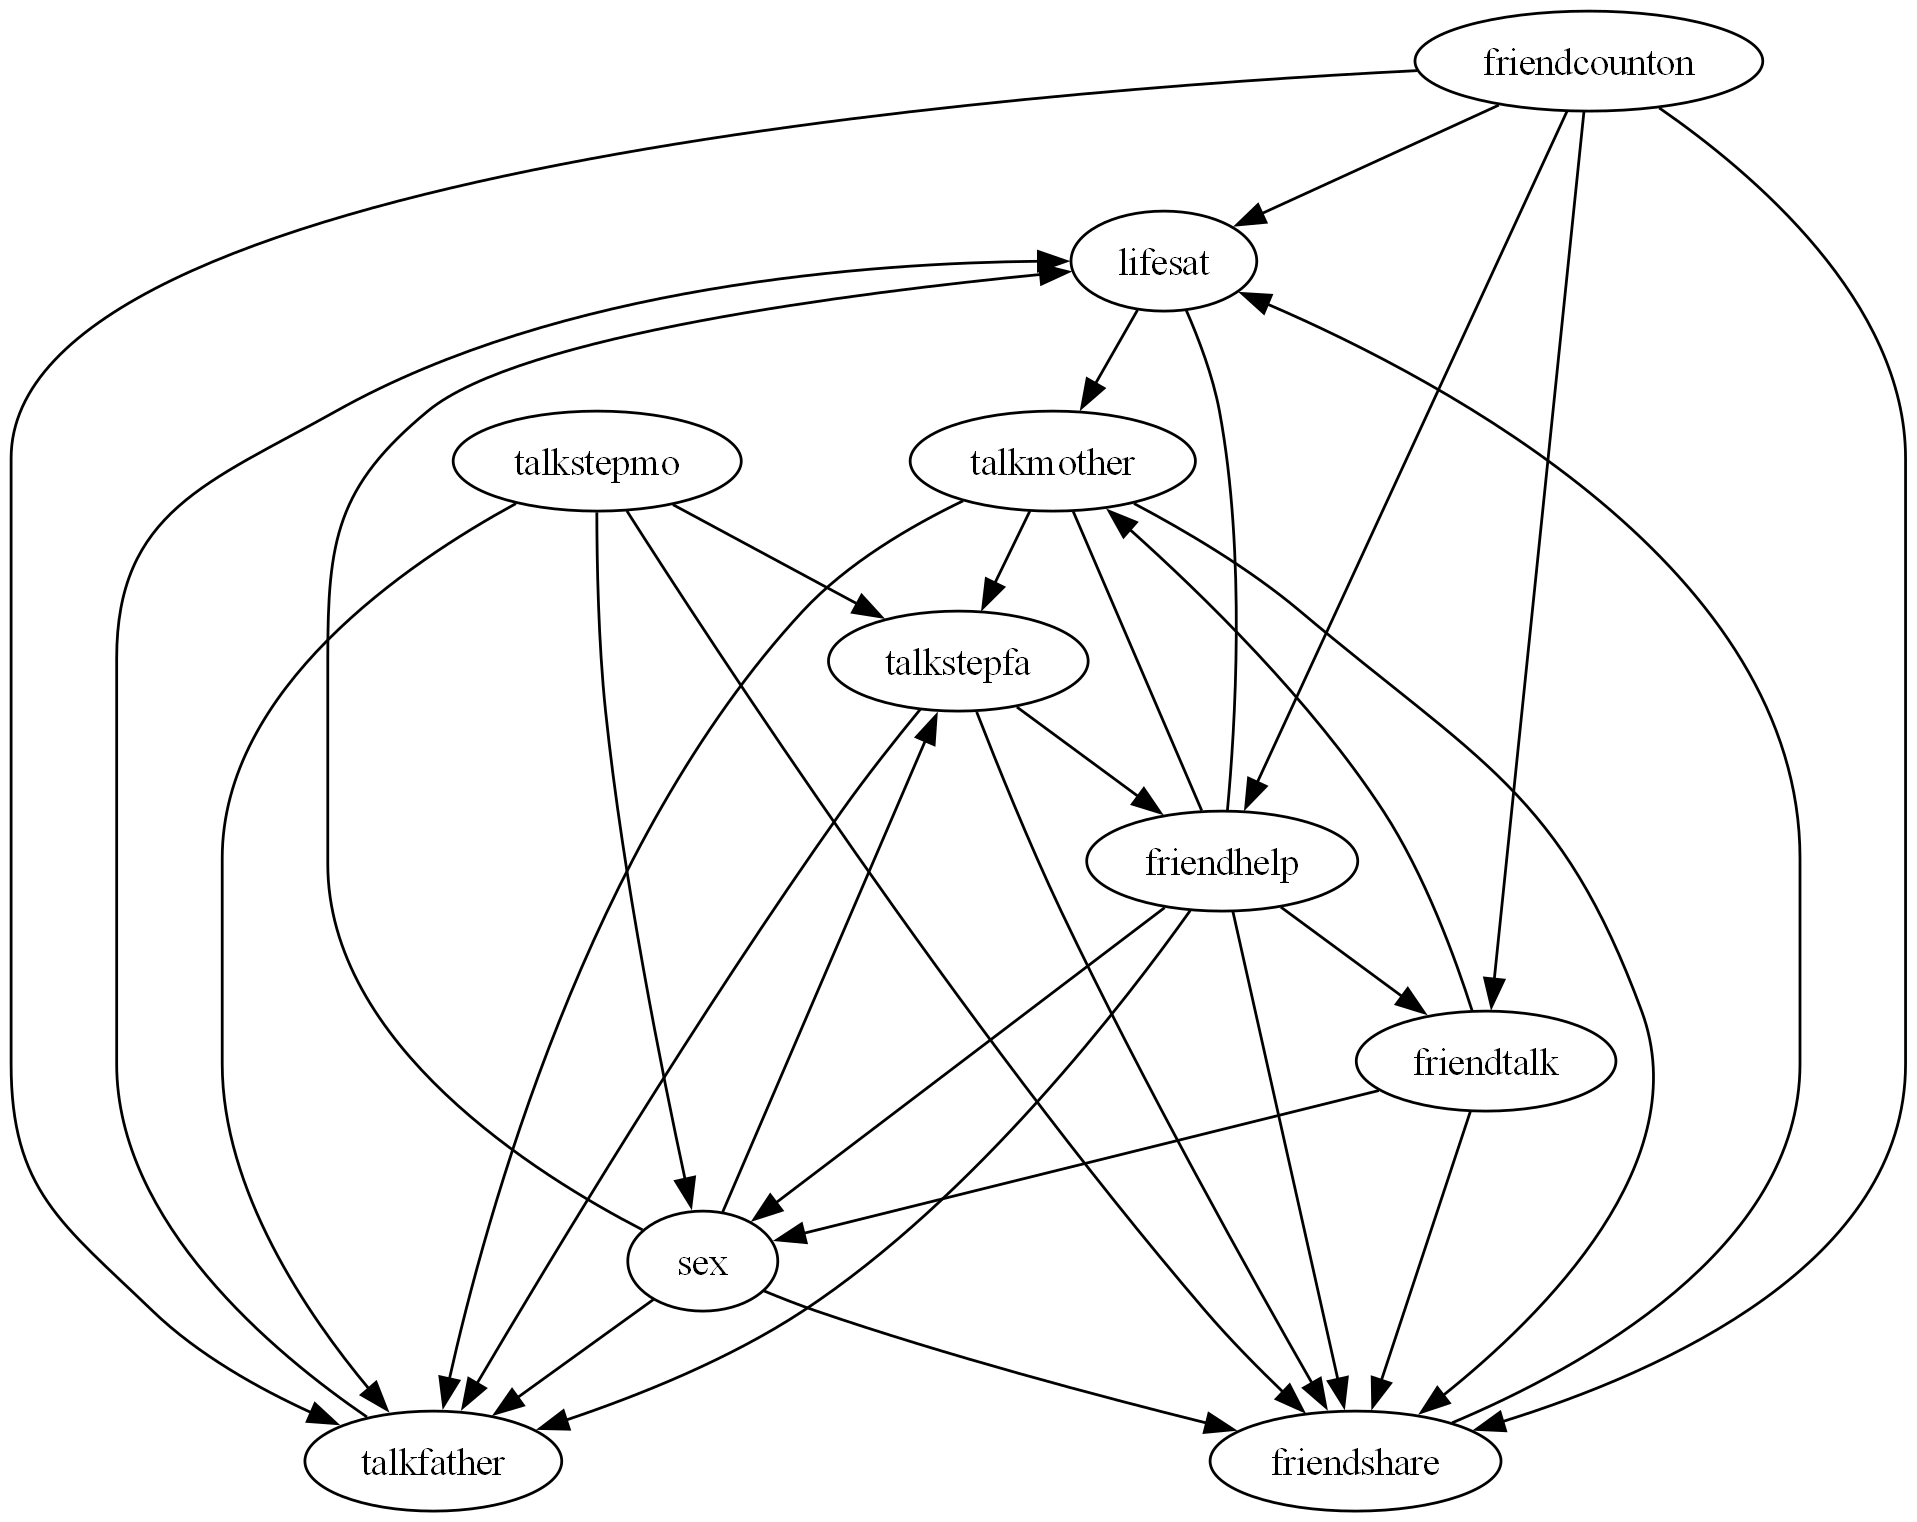 friendcounton
lifesat
talkstepmo
talkmother
talkstepfa
friendhelp
friendtalk
sex
talkfather
friendshare